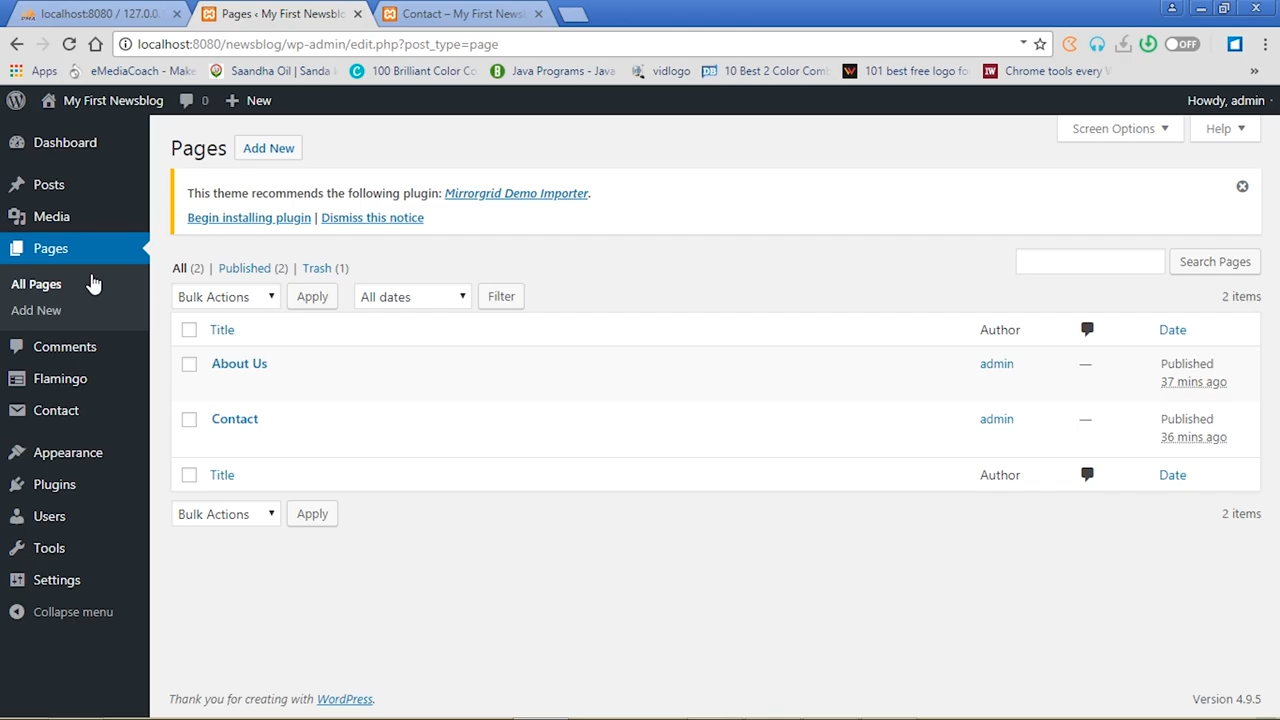 localhost:8080 / 127.0.0.
Pages ‹ My First Newsblo
Contact – My First News
localhost:8080/newsblog/wp-admin/edit.php?post_type=page
OFF
Apps
eMediaCoach - Make
Saandha Oil | Sanda
100 Brilliant Color Co
Java Programs - Java
vidlogo
10 Best 2 Color Comb
101 best free logo fo
Chrome tools every
My First Newsblog
0
New
Howdy, admin
Dashboard
Posts
Media
Pages
All Pages
Add New
Comments
Flamingo
Contact
Appearance
Plugins
Users
Tools
Settings
Collapse menu
Screen Options
Help
Pages
Add New
This theme recommends the following plugin: Mirrorgrid Demo Importer.
Begin installing plugin | Dismiss this notice
All (2) | Published (2) | Trash (1)
Search Pages
Bulk Actions
Apply
All dates
Filter
2 items
Title
Author
Date
About Us
admin
—
Published
37 mins ago
Contact
admin
—
Published
36 mins ago
Title
Author
Date
Bulk Actions
Apply
2 items
Thank you for creating with WordPress.
Version 4.9.5